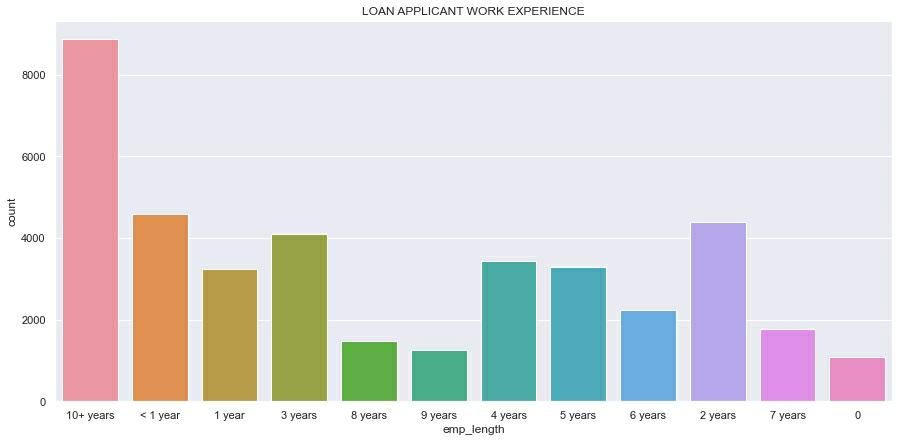 LOAN APPLICANT WORK EXPERIENCE
8000
6000
4000
2000
0
count
10+ years < 1 year 1 year 3 years 8 years 9 years 4 years 5 years 6 years 2 years 7 years 0
emp_length